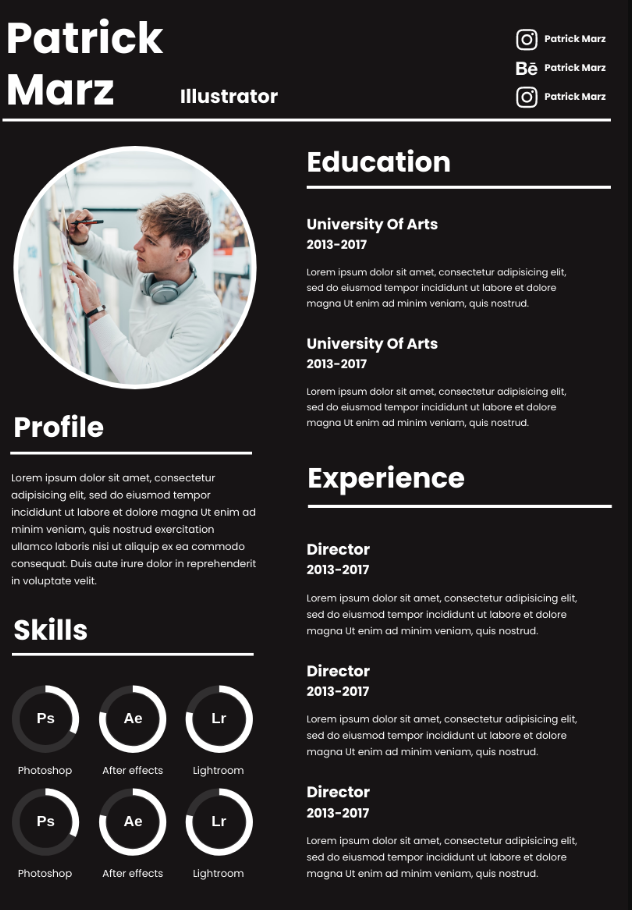 Patrick
Marz
Illustrator
Patrick Marz
Bē Patrick Marz
Patrick Marz
Profile
Lorem ipsum dolor sit amet, consectetur
adipisicing elit, sed do eiusmod tempor
incididunt ut labore et dolore magna Ut enim ad
minim veniam, quis nostrud exercitation
ullamco laboris nisi ut aliquip ex ea commodo
consequat. Duis aute irure dolor in reprehenderit
in voluptate velit.
Skills
Ps Ae Lr
Photoshop After effects Lightroom
Ps Ae Lr
Photoshop After effects Lightroom
Education
University Of Arts
2013-2017
Lorem ipsum dolor sit amet, consectetur adipisicing elit,
sed do eiusmod tempor incididunt ut labore et dolore
magna Ut enim ad minim veniam, quis nostrud.
University Of Arts
2013-2017
Lorem ipsum dolor sit amet, consectetur adipisicing elit,
sed do eiusmod tempor incididunt ut labore et dolore
magna Ut enim ad minim veniam, quis nostrud.
Experience
Director
2013-2017
Lorem ipsum dolor sit amet, consectetur adipisicing elit,
sed do eiusmod tempor incididunt ut labore et dolore
magna Ut enim ad minim veniam, quis nostrud.
Director
2013-2017
Lorem ipsum dolor sit amet, consectetur adipisicing elit,
sed do eiusmod tempor incididunt ut labore et dolore
magna Ut enim ad minim veniam, quis nostrud.
Director
2013-2017
Lorem ipsum dolor sit amet, consectetur adipisicing elit,
sed do eiusmod tempor incididunt ut labore et dolore
magna Ut enim ad minim veniam, quis nostrud.